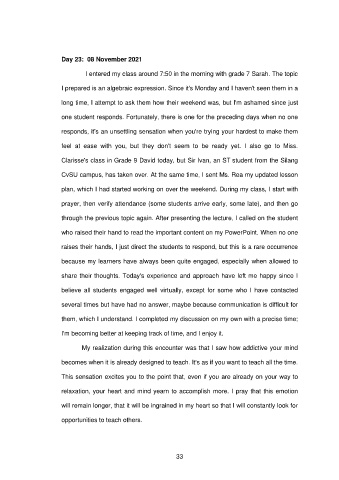 Day 23:  08 November 2021
I entered my class around 7:50 in the morning with grade 7 Sarah. The topic
I prepared is an algebraic expression. Since it's Monday and I haven't seen them in a
long time, I attempt to ask them how their weekend was, but I'm ashamed since just
one student responds. Fortunately, there is one for the preceding days when no one
responds, it's an unsettling sensation when you're trying your hardest to make them
feel at ease with you, but they don't seem to be ready yet. I also go to Miss.
Clarisse's class in Grade 9 David today, but Sir Ivan, an ST student from the Silang
CvSU campus, has taken over. At the same time, I sent Ms. Rea my updated lesson
plan, which I had started working on over the weekend. During my class, I start with
prayer, then verify attendance (some students arrive early, some late), and then go
through the previous topic again. After presenting the lecture, I called on the student
who raised their hand to read the important content on my PowerPoint. When no one
raises their hands, I just direct the students to respond, but this is a rare occurrence
because my learners have always been quite engaged, especially when allowed to
share their thoughts. Today's experience and approach have left me happy since I
believe all students engaged well virtually, except for some who I have contacted
several times but have had no answer, maybe because communication is difficult for
them, which I understand. I completed my discussion on my own with a precise time;
I'm becoming better at keeping track of time, and I enjoy it.
My realization during this encounter was that I saw how addictive your mind
becomes when it is already designed to teach. It's as if you want to teach all the time.
This sensation excites you to the point that, even if you are already on your way to
relaxation, your heart and mind yearn to accomplish more. I pray that this emotion
will remain longer, that it will be ingrained in my heart so that I will constantly look for
opportunities to teach others.
33